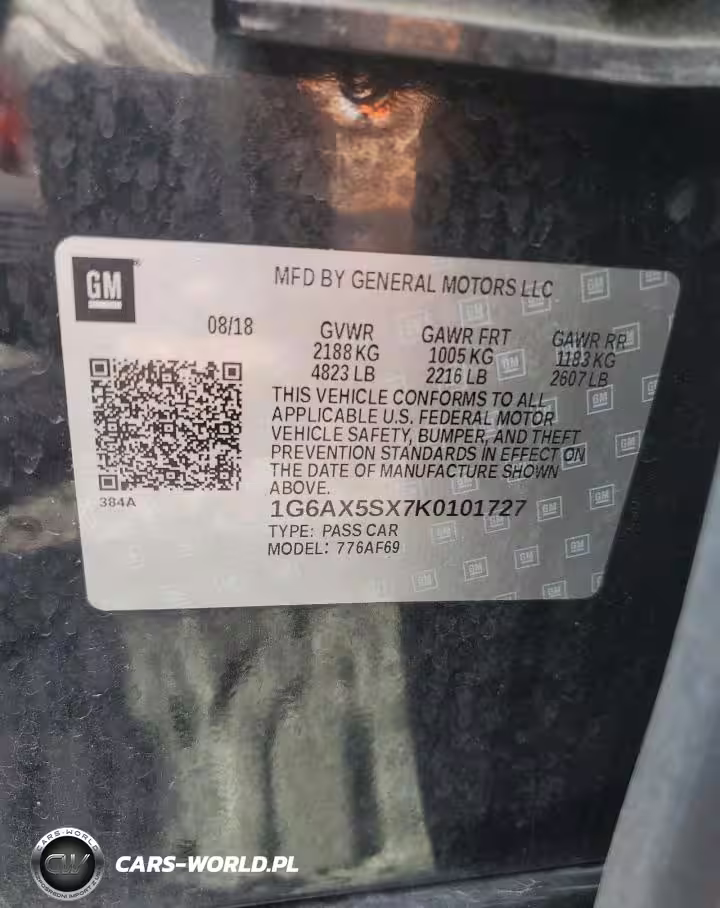 GM
MFD BY GENERAL MOTORS LLC
08/18
GVWR GAWR FRT GAWR RR
2188 KG 1005 KG 1183 KG
4823 LB 2216 LB 2607 LB
THIS VEHICLE CONFORMS TO ALL
APPLICABLE U.S. FEDERAL MOTOR
VEHICLE SAFETY, BUMPER, AND THEFT
PREVENTION STANDARDS IN EFFECT ON
THE DATE OF MANUFACTURE SHOWN
ABOVE.
384A
1G6AX5SX7K0101727
TYPE: PASS CAR
MODEL: 776AF69
CARS-WORLD
CARS-WORLD.PL